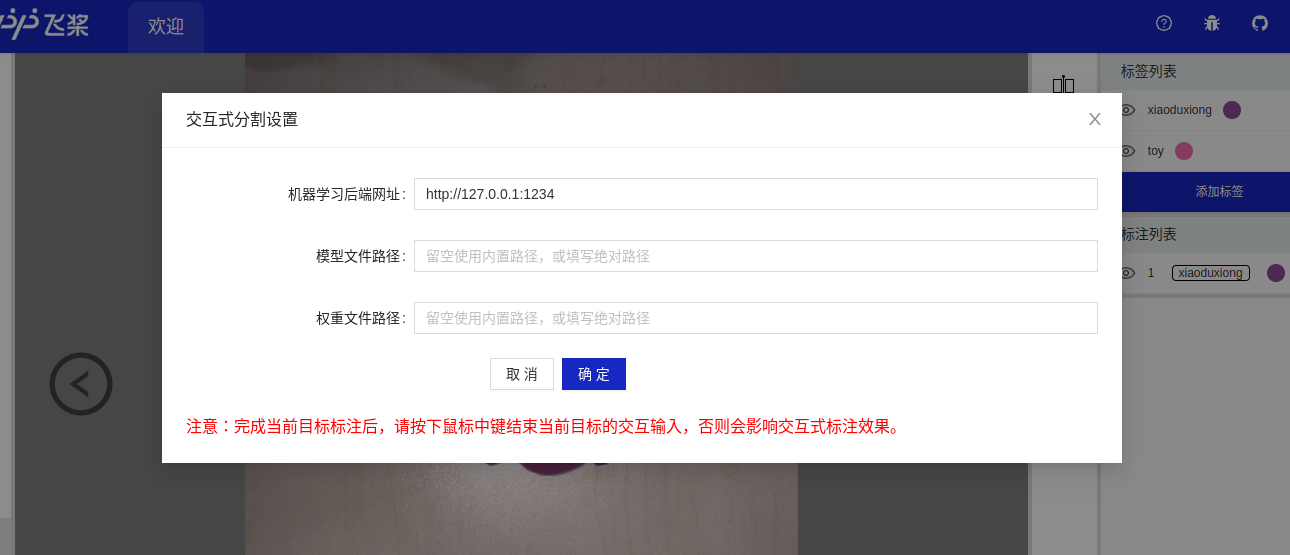 飞桨
欢迎
标签列表
xiaoduxiong
toy
添加标签
标注列表
1 xiaoduxiong
交互式分割设置
机器学习后端网址: http://127.0.0.1:1234
模型文件路径: 留空使用内置路径，或填写绝对路径
权重文件路径: 留空使用内置路径，或填写绝对路径
取 消 确 定
注意：完成当前目标标注后，请按下鼠标中键结束当前目标的交互输入，否则会影响交互式标注效果。